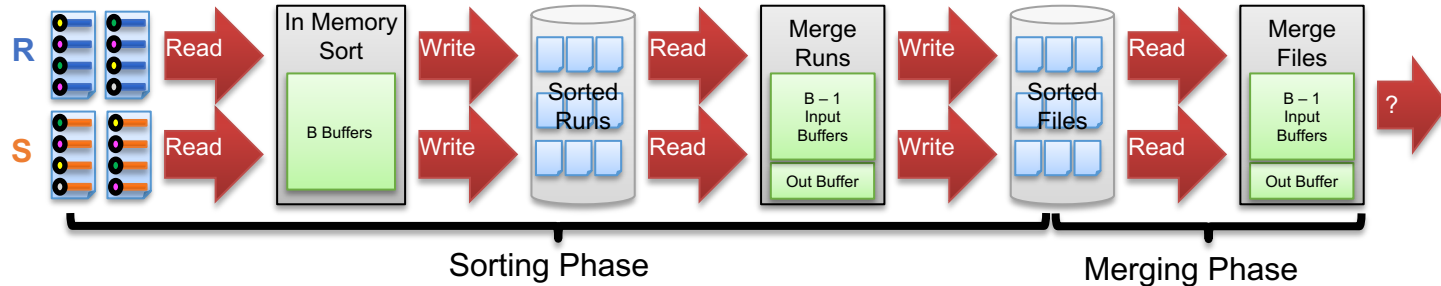 R
S
Read
Read
In Memory
Sort
B Buffers
Write
Write
Sorted
Runs
Read
Read
Merge
Runs
B – 1
Input
Buffers
Out Buffer
Write
Write
Sorted
Files
Read
Read
Merge
Files
B – 1
Input
Buffers
Out Buffer
?
Sorting Phase
Merging Phase